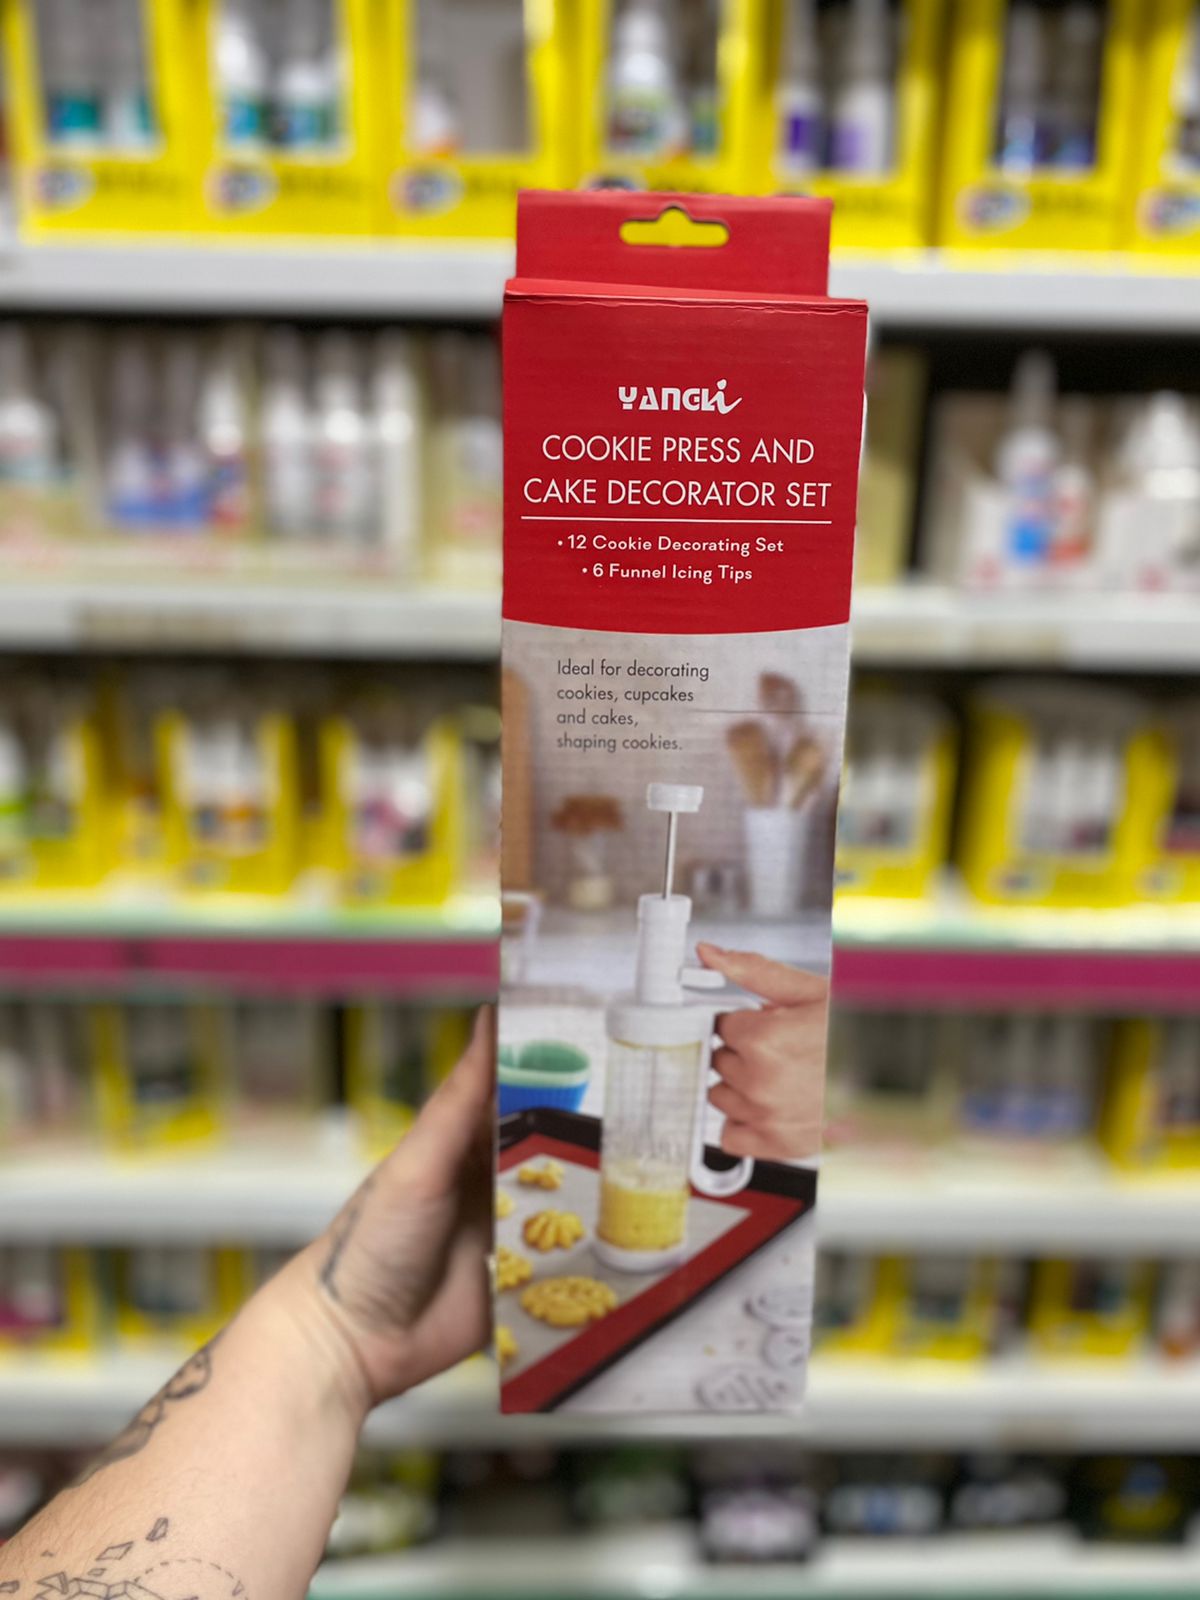 YANGLi
COOKIE PRESS AND
CAKE DECORATOR SET
• 12 Cookie Decorating Set
• 6 Funnel Icing Tips
Ideal for decorating
cookies, cupcakes
and cakes,
shaping cookies.